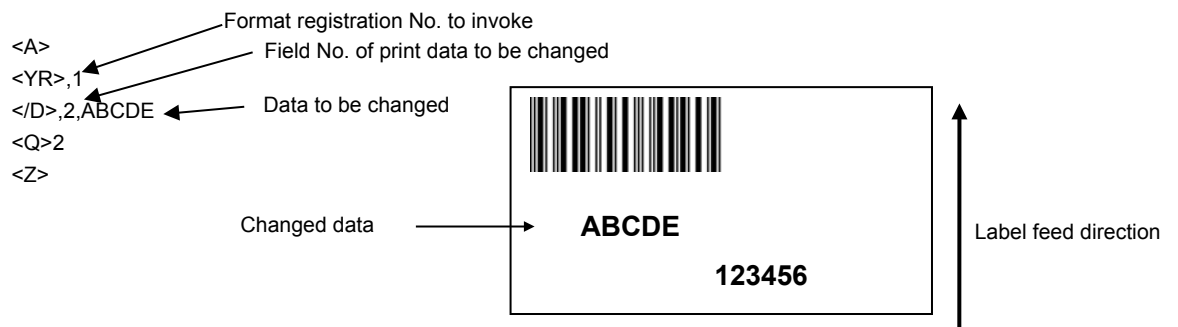 Format registration No. to invoke
<A>
Field No. of print data to be changed
<YR>,1
</D>,2,ABCDE
Data to be changed
<Q>2
<Z>
Changed data
ABCDE
Label feed direction
123456